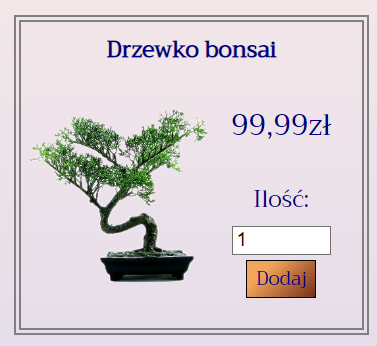 Drzewko bonsai
99,99zł
Ilość:
1
Dodaj